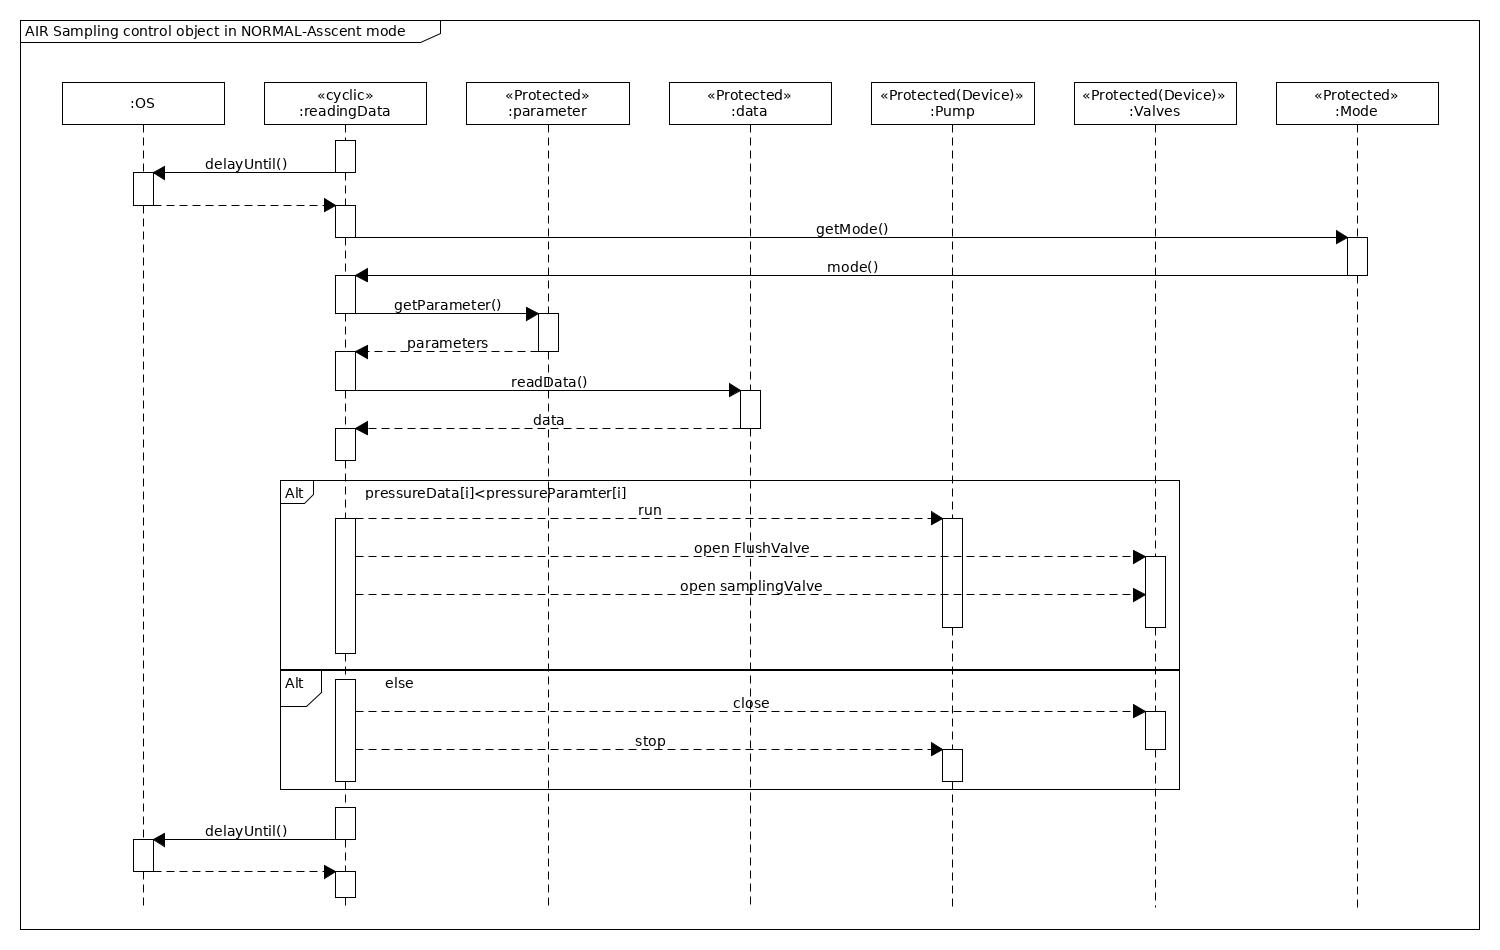 AIR Sampling control object in NORMAL-Asscent mode
:OS
«cyclic»
:readingData
«Protected»
:parameter
«Protected»
:data
«Protected(Device)»
:Pump
«Protected(Device)»
:Valves
«Protected»
:Mode
delayUntil()
getMode()
mode()
getParameter()
parameters
readData()
data
Alt
pressureData[i]<pressureParamter[i]
run
open FlushValve
open samplingValve
Alt
else
close
stop
delayUntil()